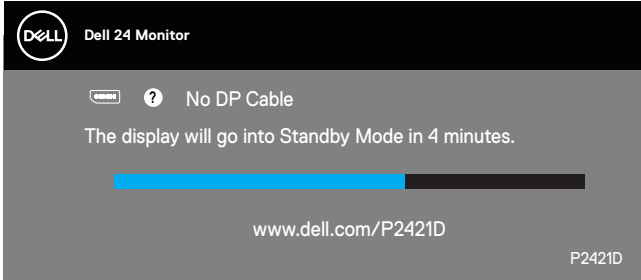 DELL
Dell 24 Monitor
? No DP Cable
The display will go into Standby Mode in 4 minutes.
www.dell.com/P2421D
P2421D